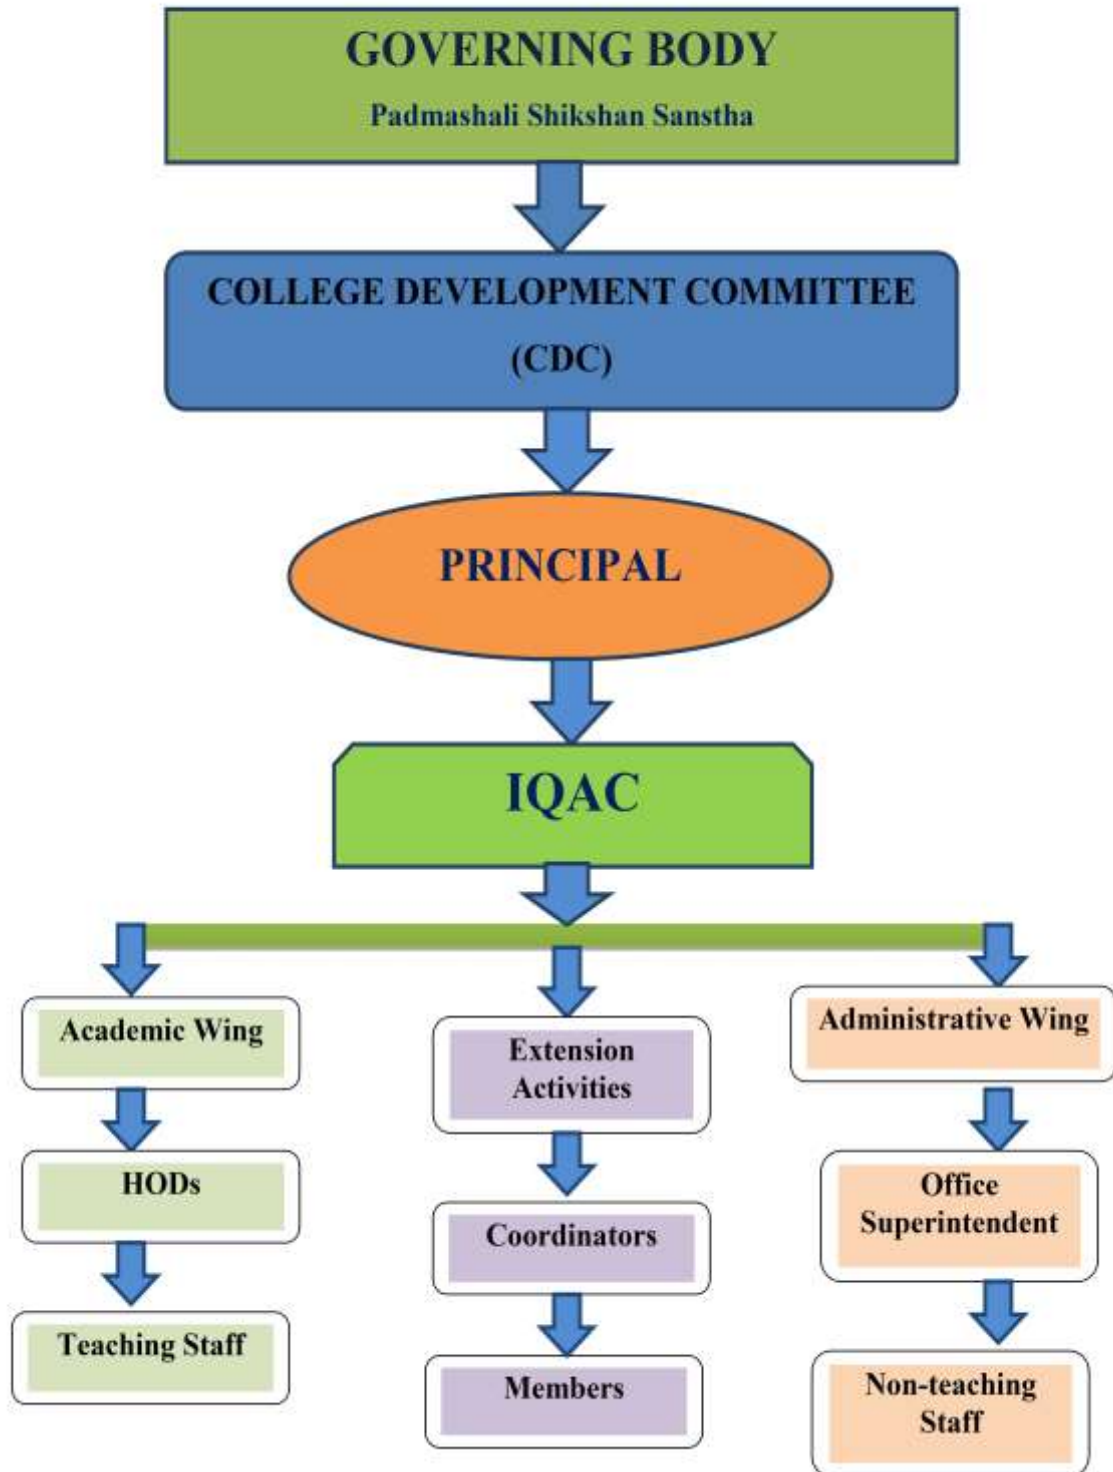 GOVERNING BODY
Padmashali Shikshan Sanstha
COLLEGE DEVELOPMENT COMMITTEE
(CDC)
PRINCIPAL
IQAC
Academic Wing
HODs
Teaching Staff
Extension
Activities
Coordinators
Members
Administrative Wing
Office
Superintendent
Non-teaching
Staff